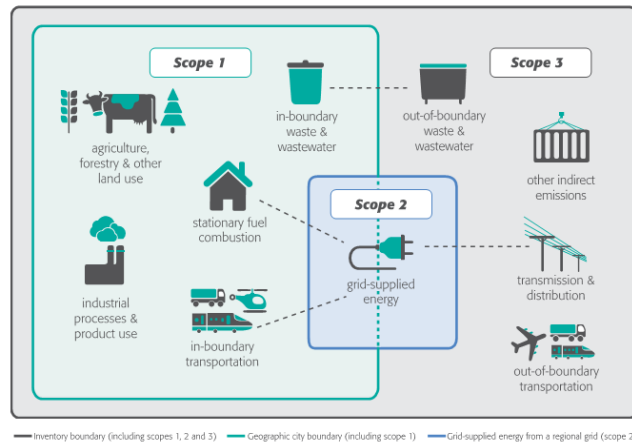 Scope 1
Scope 3
in-boundary
waste &
wastewater
out-of-boundary
waste &
wastewater
agriculture,
forestry & other
land use
other indirect
emissions
stationary fuel
combustion
Scope 2
grid-supplied
energy
transmission &
distribution
industrial
processes &
product use
in-boundary
transportation
out-of-boundary
transportation
Inventory boundary (including scopes 1, 2 and 3) Geographic city boundary (including scope 1) Grid-supplied energy from a regional grid (scope 2